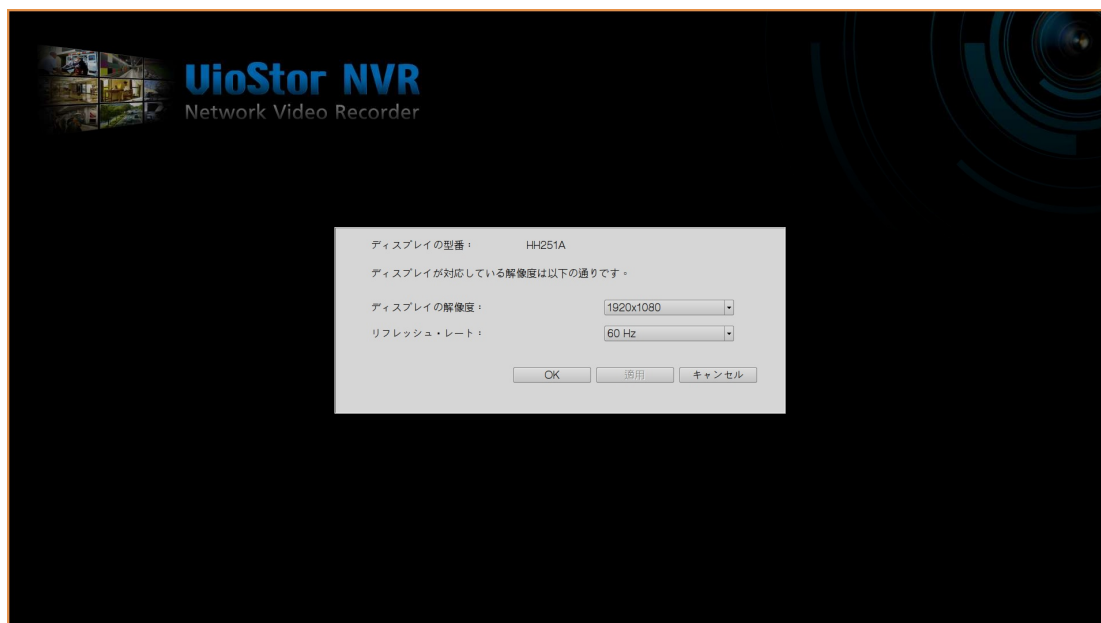 VioStor NVR
Network Video Recorder
ディスプレイの型番: HH251A
ディスプレイが対応している解像度は以下の通りです。
ディスプレイの解像度: 1920x1080
リフレッシュ・レート: 60 Hz
OK 適用 キャンセル